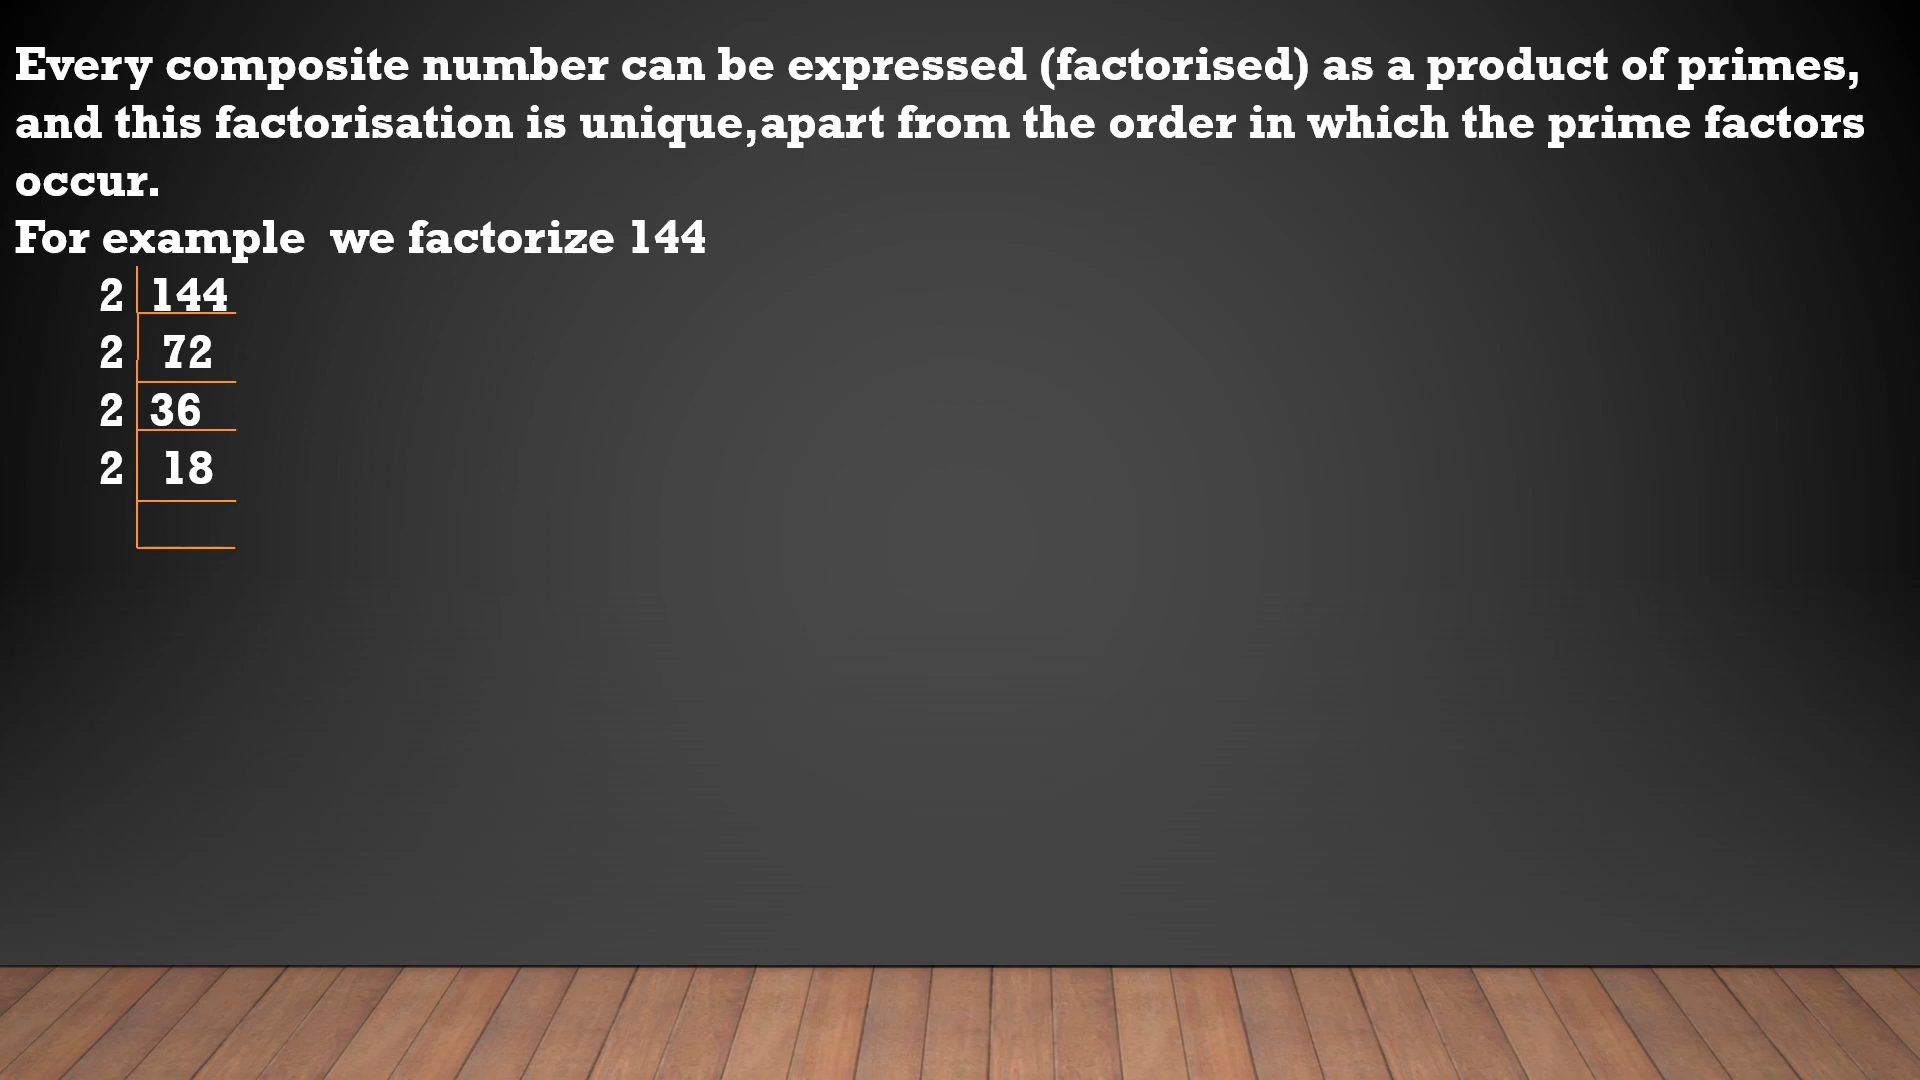 Every composite number can be expressed (factorised) as a product of primes,
and this factorisation is unique,apart from the order in which the prime factors
occur.
For example  we factorize 144
2 144
2 72
2 36
2 18